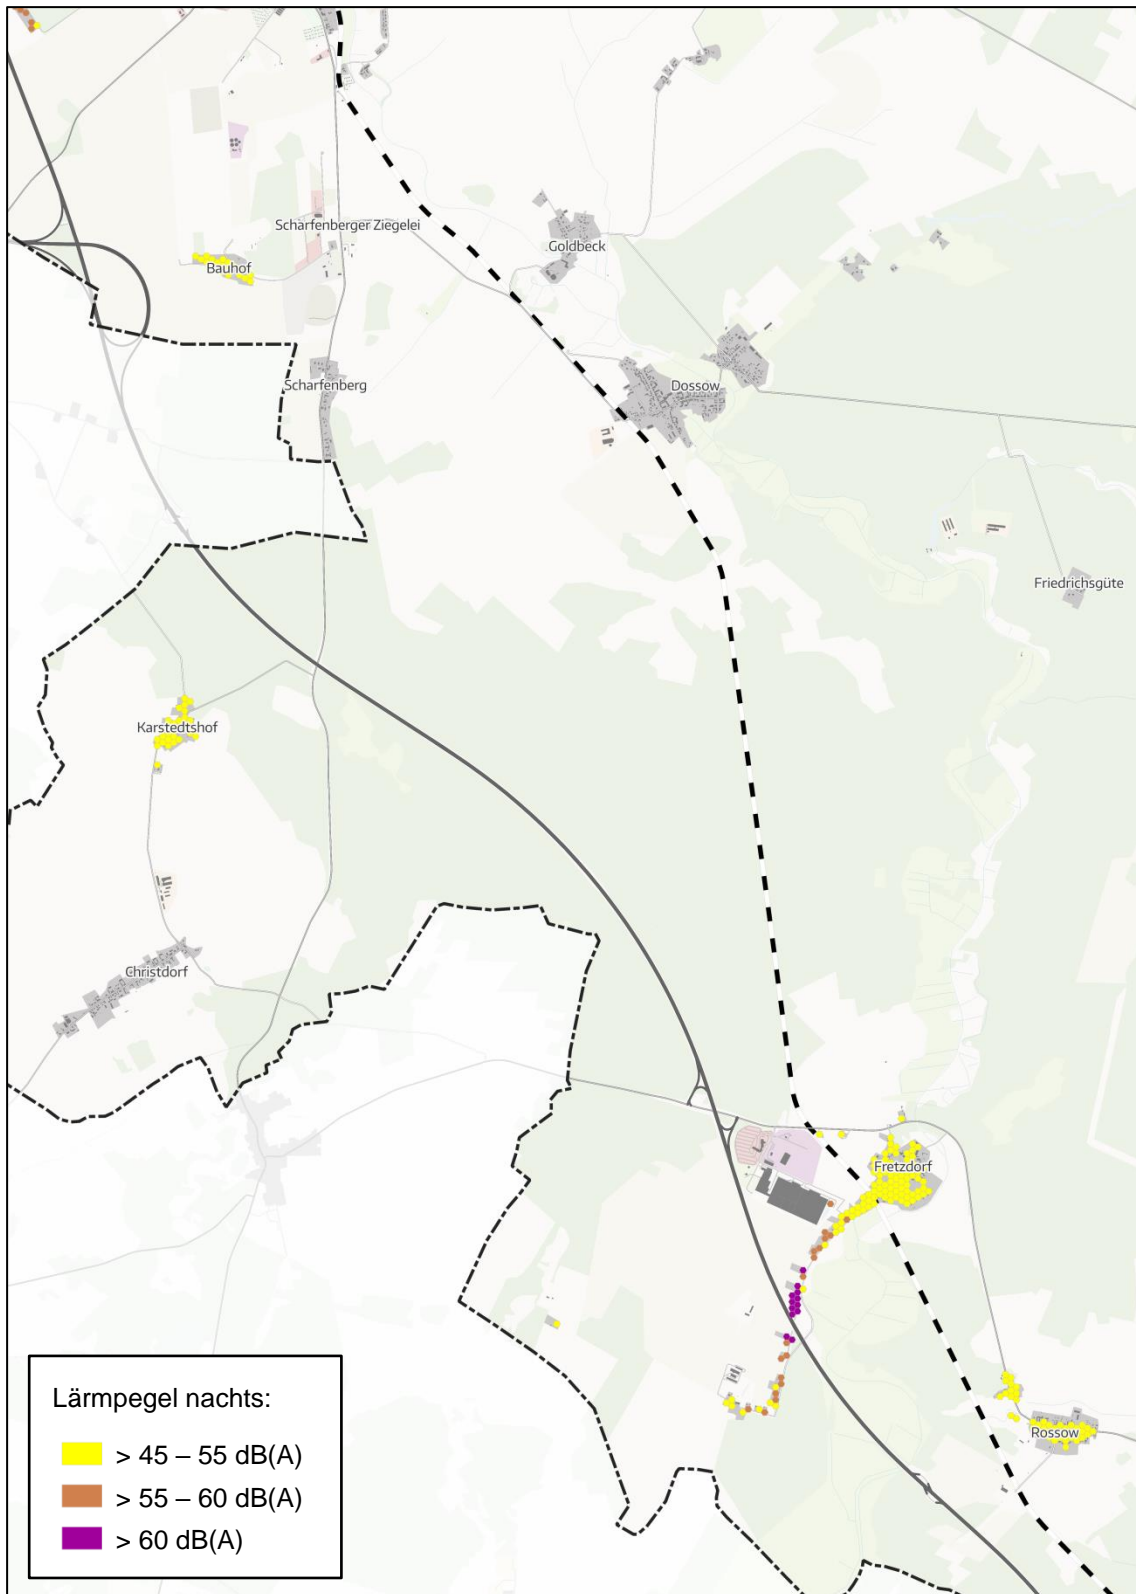 Scharfenberger Ziegelei
Goldbeck
Bauhof
Scharfenberg
Dossow
Friedrichsgüte
Karstedtshof
Christdorf
Fretzdorf
Rossow
Lärmpegel nachts:
> 45 – 55 dB(A)
> 55 – 60 dB(A)
> 60 dB(A)